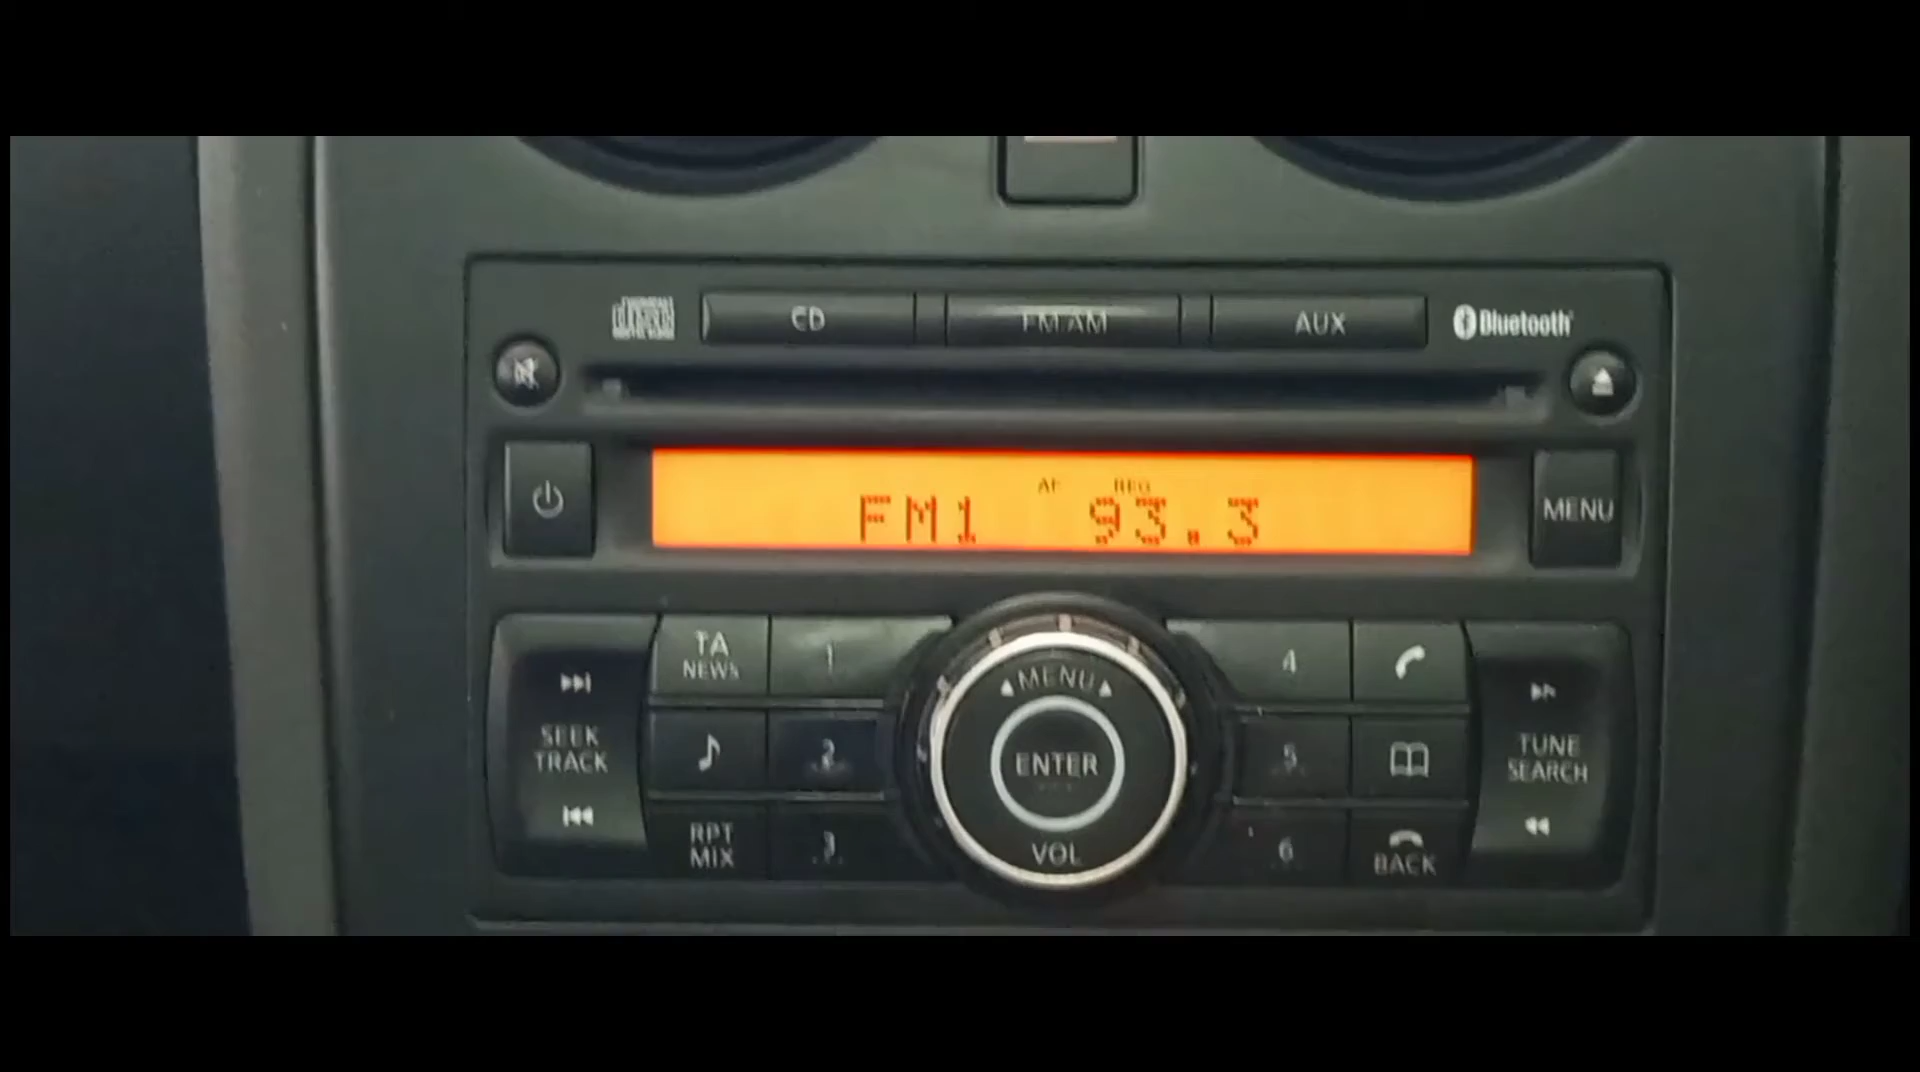 CD
FM AM
AUX
Bluetooth
AF REG
FM1 93.3
MENU
TA
NEWS
1
MENU
4
SEEK
TRACK
2
ENTER
5
TUNE
SEARCH
RPT
MIX
3
VOL
6
BACK